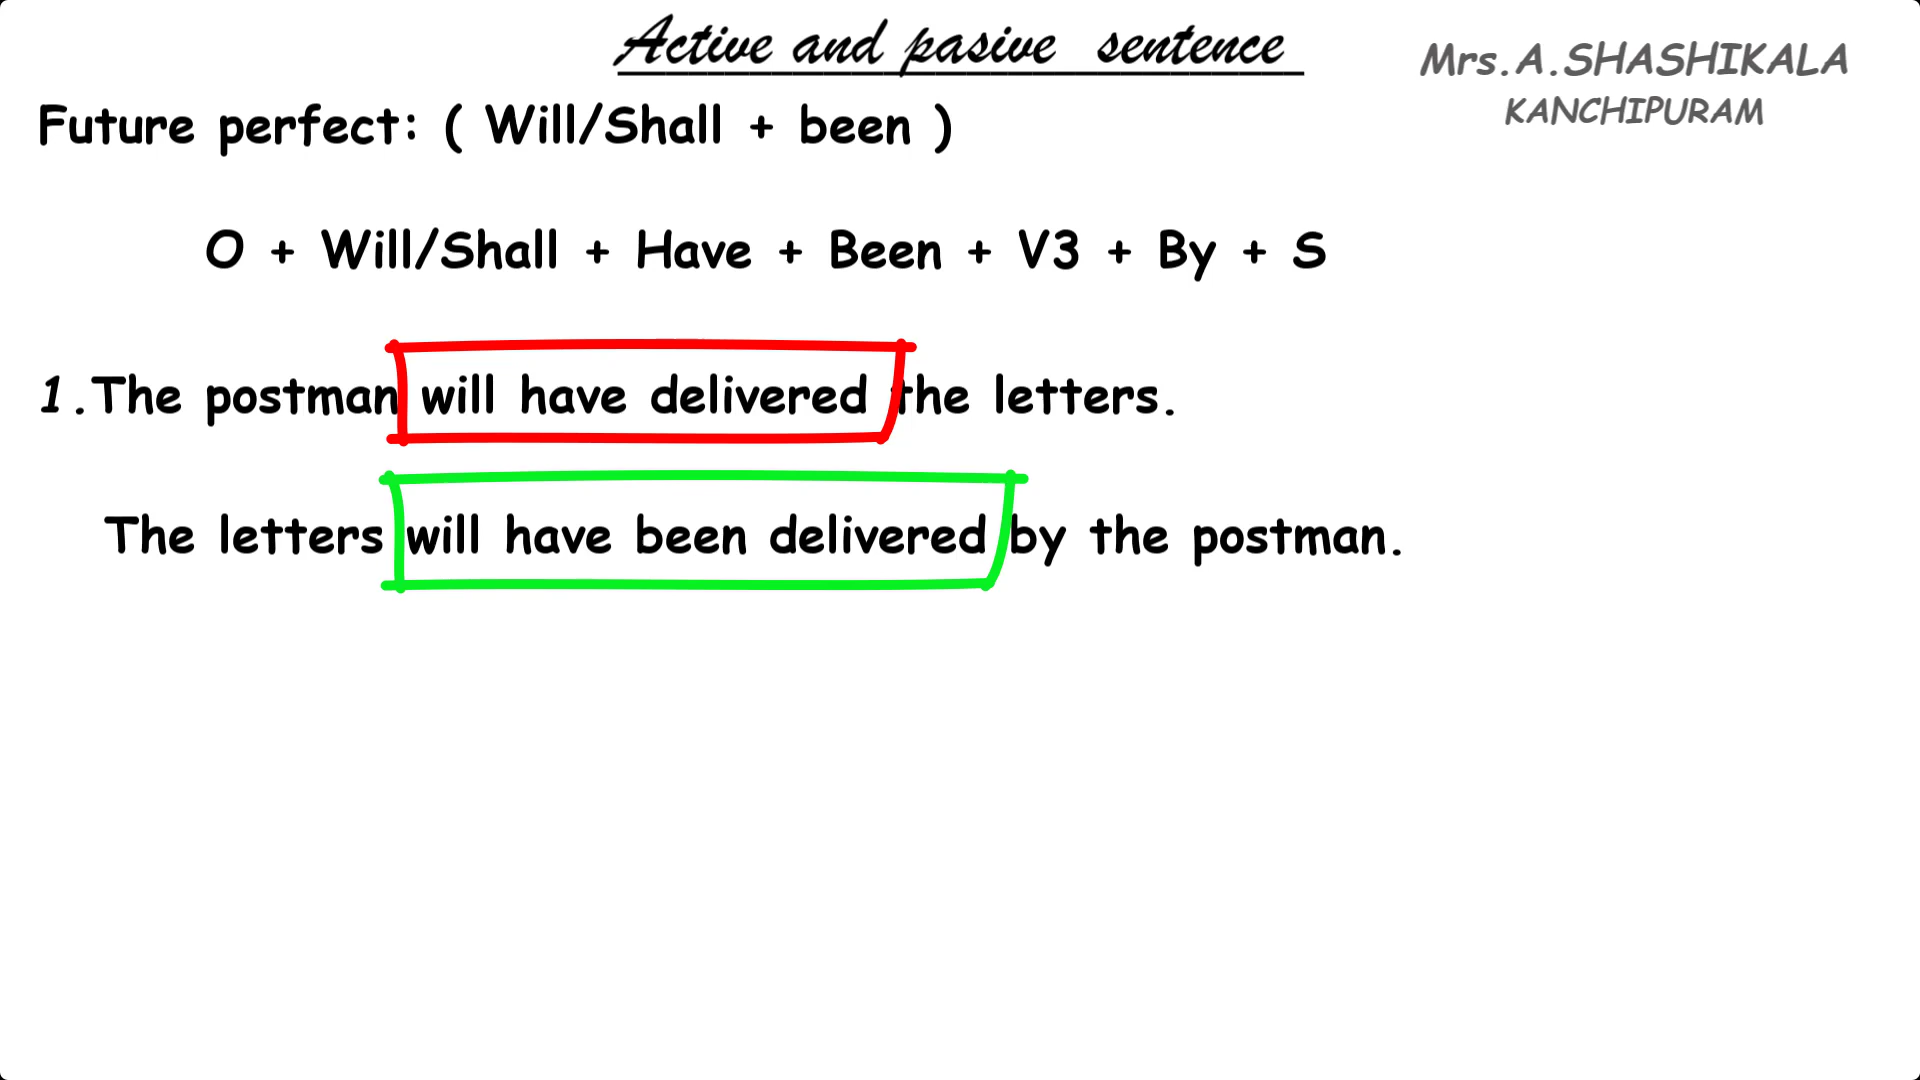 Active and pasive sentence
Mrs.A.SHASHIKALA
KANCHIPURAM
Future perfect: ( Will/Shall + been )
O + Will/Shall + Have + Been + V3 + By + S
1.The postman will have delivered the letters.
The letters will have been delivered by the postman.